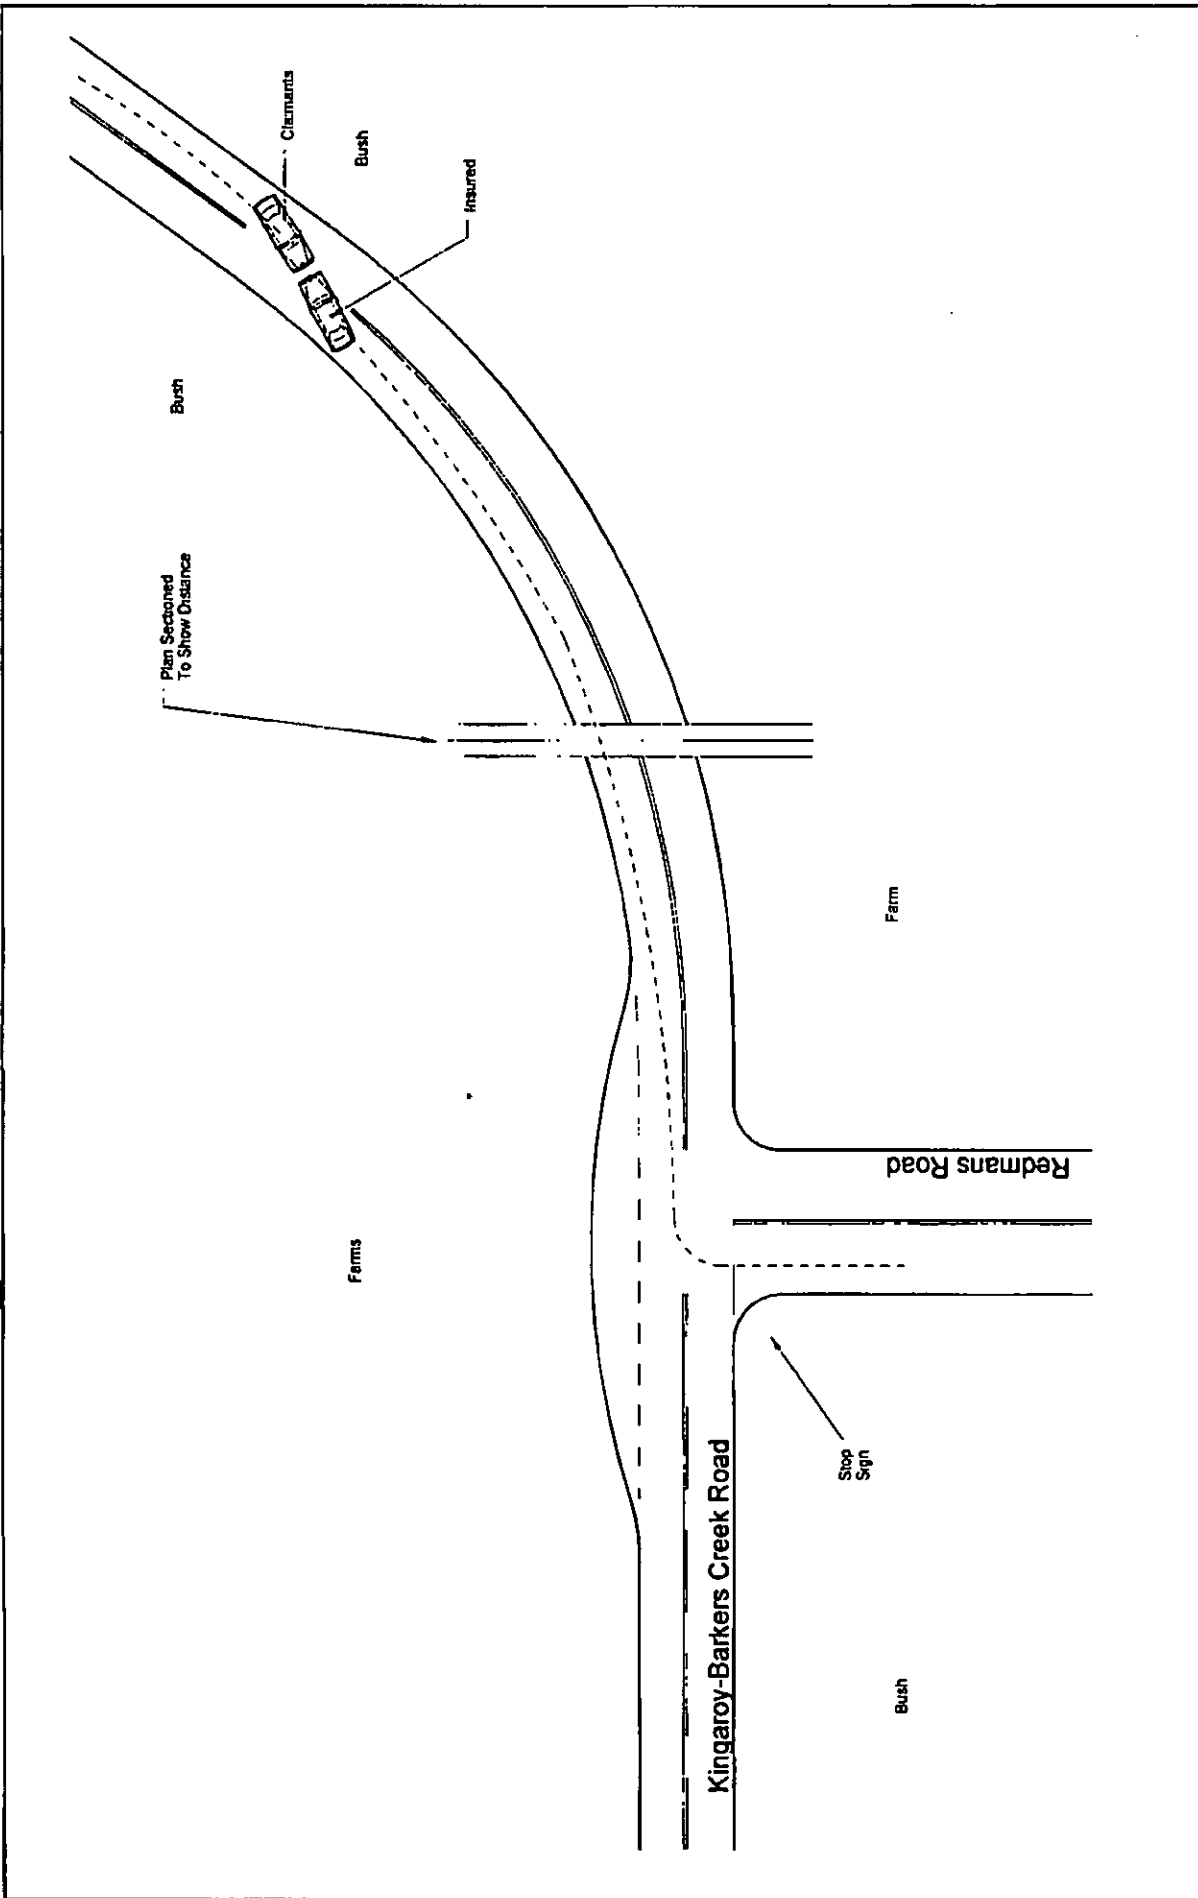 Claimants
Bush
Insured
Bush
Plan Sectioned
To Show Distance
Farm
Redmans Road
Farms
Stop
Sign
Kingaroy-Barkers Creek Road
Bush